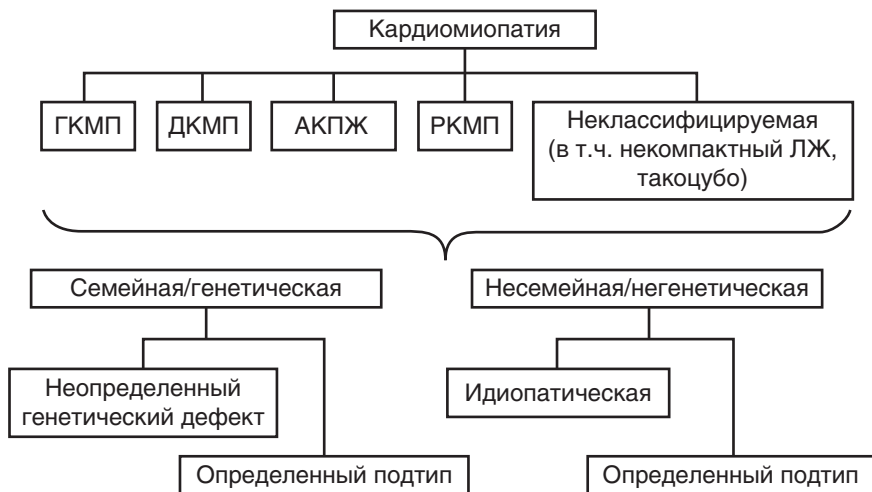 Кардиомиопатия
ГКМП
ДКМП
АКПЖ
РКМП
Неклассифицируемая
(в т.ч. некомпактный ЛЖ,
такоцубо)
Семейная/генетическая
Несемейная/негенетическая
Неопределенный
генетический дефект
Идиопатическая
Определенный подтип
Определенный подтип